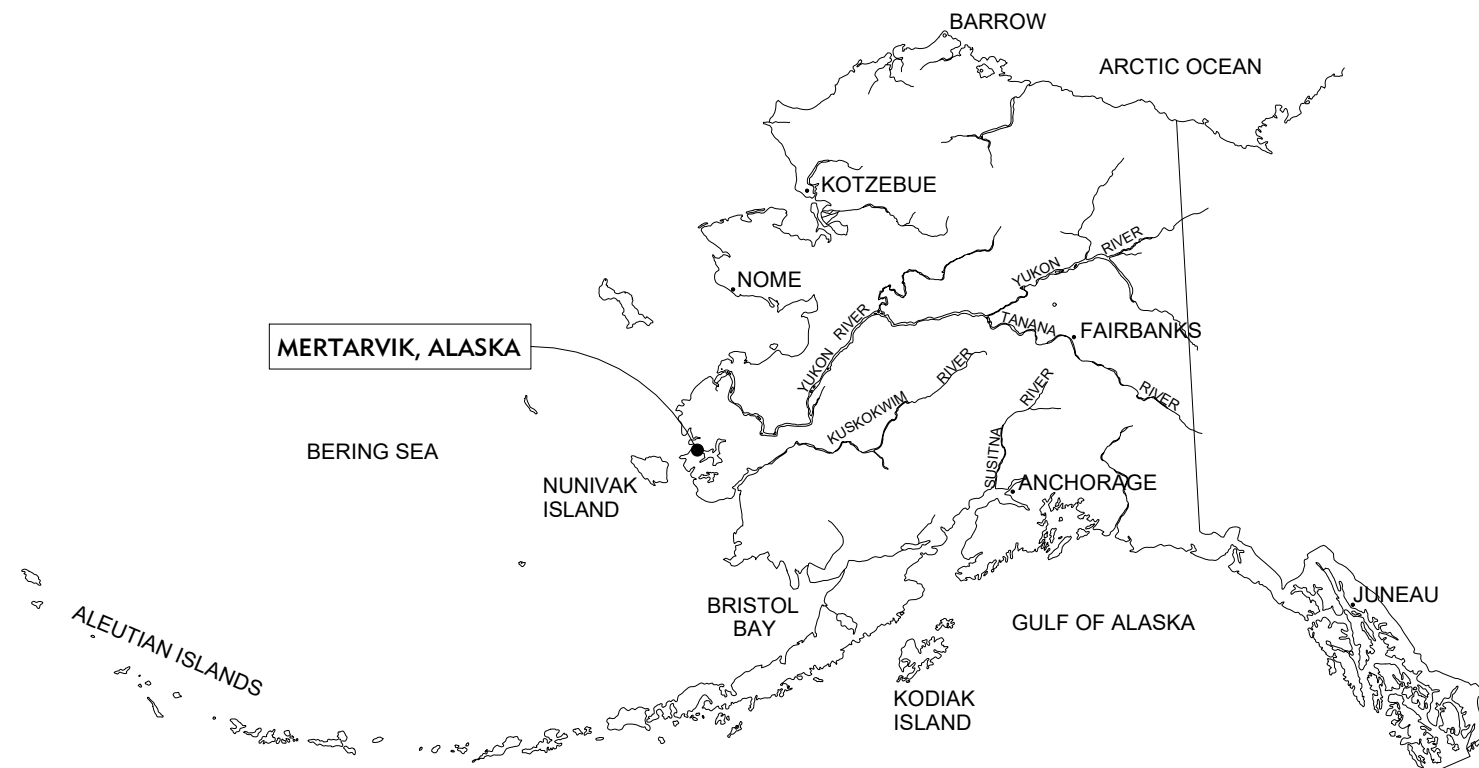 BARROW
ARCTIC OCEAN
KOTZEBUE
YUKON
RIVER
NOME
YUKON
RIVER
TANANA
RIVER
FAIRBANKS
MERTARVIK, ALASKA
KUSKOKWIM
RIVER
SUSITNA
RIVER
BERING SEA
NUNIVAK
ISLAND
ANCHORAGE
BRISTOL
BAY
GULF OF ALASKA
JUNEAU
ALEUTIAN ISLANDS
KODIAK
ISLAND